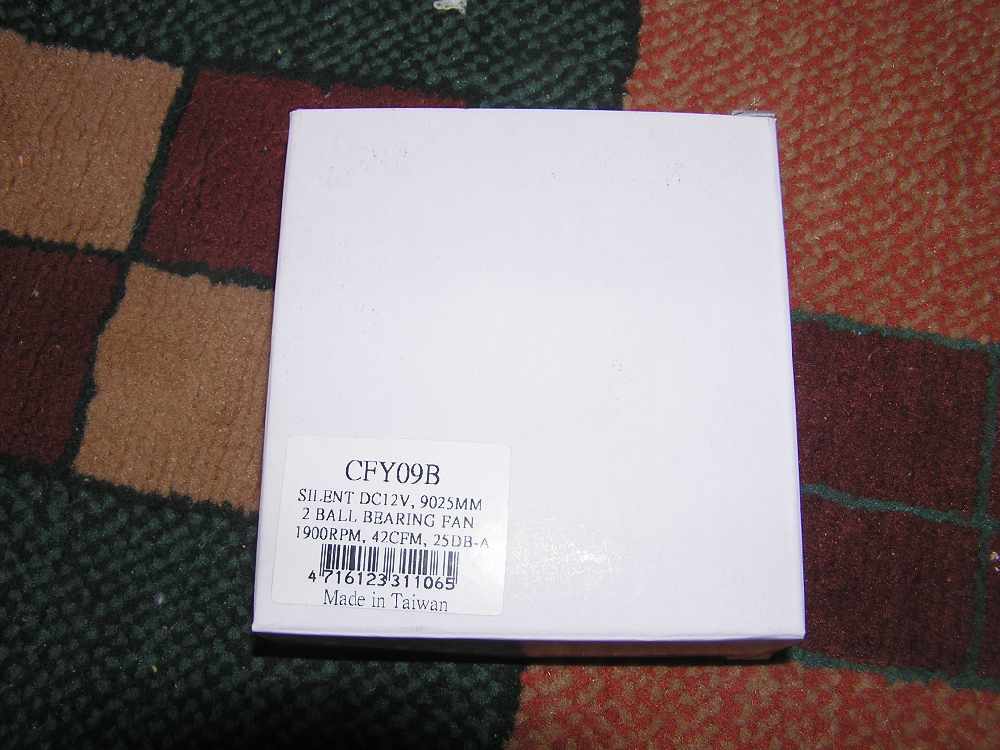 CFY09B
SILENT DC12V, 9025MM
2 BALL BEARING FAN
1900RPM, 42CFM, 25DB-A
4 716123 311065
Made in Taiwan